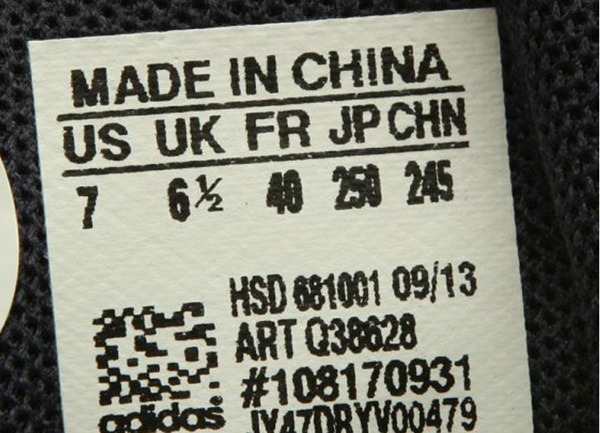 MADE IN CHINA
US UK FR JP CHN
7 6½ 40 250 245
HSD 681001 09/13
ART Q38628
#108170931
adidas® JY47DRYV00479